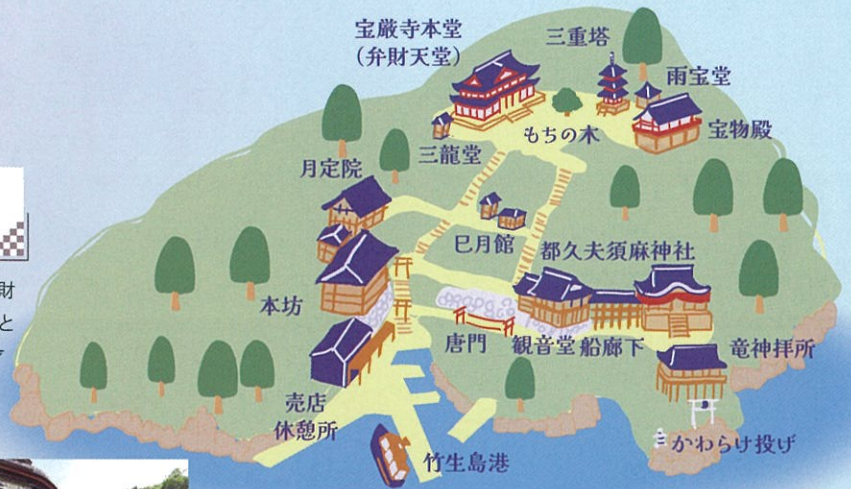 宝厳寺本堂
（弁財天堂）
三重塔
雨宝堂
宝物殿
もちの木
三龍堂
月定院
巳月館
都久夫須麻神社
本坊
唐門
観音堂
船廊下
竜神拝所
売店
休憩所
かわらけ投げ
竹生島港
財
と